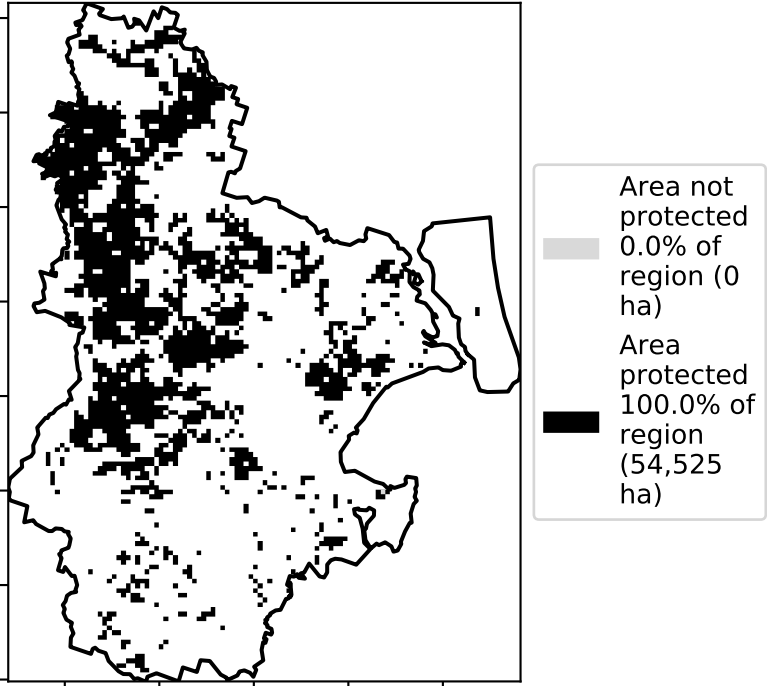 Area not
protected
0.0% of
region (0
ha)
Area
protected
100.0% of
region
(54,525
ha)